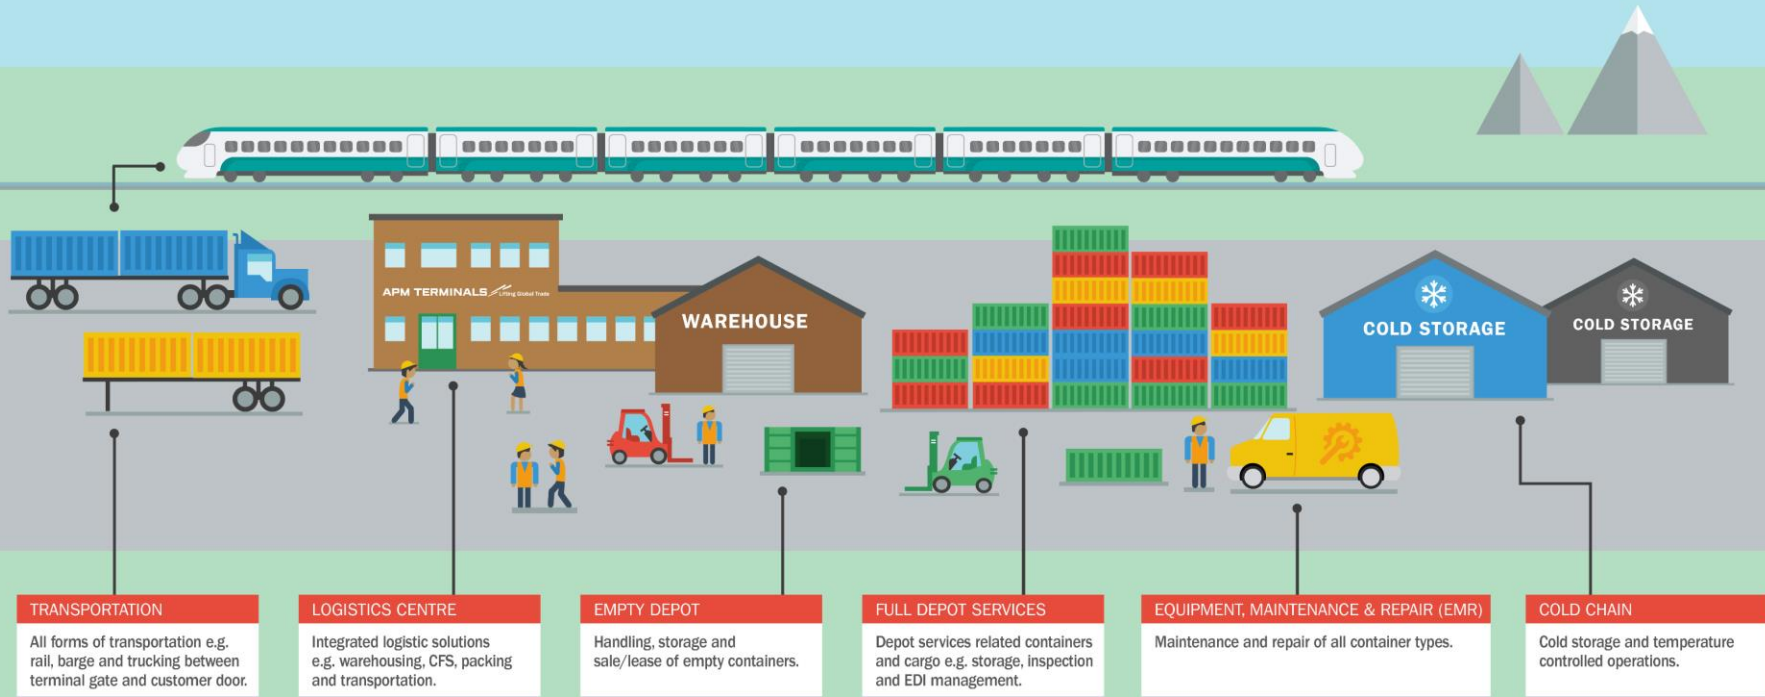 APM TERMINALS Lifting Global Trade
WAREHOUSE
COLD STORAGE
COLD STORAGE
TRANSPORTATION
All forms of transportation e.g.
rail, barge and trucking between
terminal gate and customer door.
LOGISTICS CENTRE
Integrated logistic solutions
e.g. warehousing, CFS, packing
and transportation.
EMPTY DEPOT
Handling, storage and
sale/lease of empty containers.
FULL DEPOT SERVICES
Depot services related containers
and cargo e.g. storage, inspection
and EDI management.
EQUIPMENT, MAINTENANCE & REPAIR (EMR)
Maintenance and repair of all container types.
COLD CHAIN
Cold storage and temperature
controlled operations.